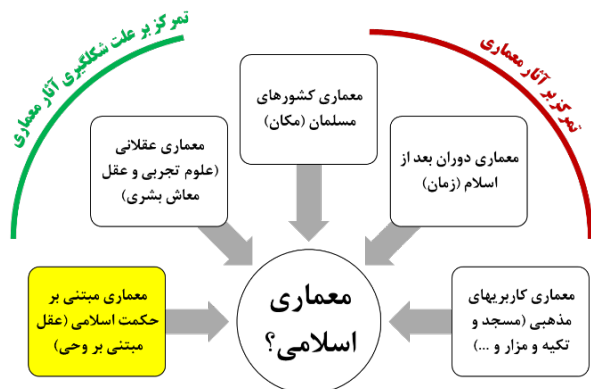 تمرکز بر آثار معماری
تمرکز بر علت شکلگیری آثار معماری
معماری کشورهای
مسلمان (مکان)
معماری دوران بعد از
اسلام (زمان)
معماری عقلانی
(علوم تجربی و عقل
معاش بشری)
معماری کاربریهای
مذهبی (مسجد و
تکیه و مزار و ...)
معماری
اسلامی؟
معماری مبتنی بر
حکمت اسلامی (عقل
مبتنی بر وحی)